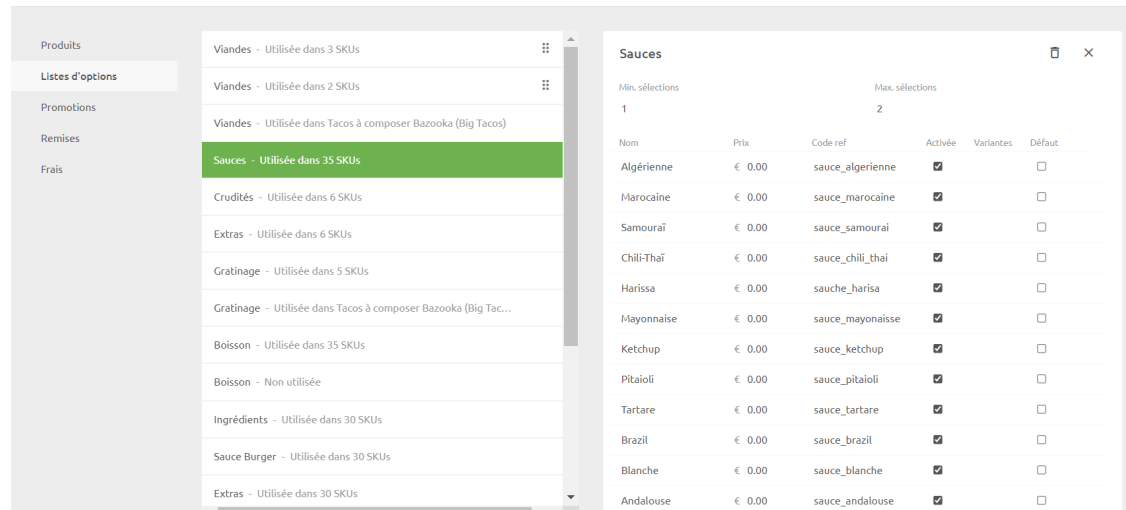 Produits
Listes d'options
Promotions
Remises
Frais
Viandes - Utilisée dans 3 SKUs
Viandes - Utilisée dans 2 SKUs
Viandes - Utilisée dans Tacos à composer Bazooka (Big Tacos)
Sauces - Utilisée dans 35 SKUs
Crudités - Utilisée dans 6 SKUs
Extras - Utilisée dans 6 SKUs
Gratinage - Utilisée dans 5 SKUs
Gratinage - Utilisée dans Tacos à composer Bazooka (Big Tac...
Boisson - Utilisée dans 35 SKUs
Boisson - Non utilisée
Ingrédients - Utilisée dans 30 SKUs
Sauce Burger - Utilisée dans 30 SKUs
Extras - Utilisée dans 30 SKUs
Sauces
Min. sélections Max. sélections
1 2
Nom Prix Code ref Activée Variantes Défaut
Algérienne € 0.00 sauce_algerienne
Marocaine € 0.00 sauce_marocaine
Samouraï € 0.00 sauce_samourai
Chili-Thaï € 0.00 sauce_chili_thai
Harissa € 0.00 sauche_harisa
Mayonnaise € 0.00 sauce_mayonaisse
Ketchup € 0.00 sauce_ketchup
Pitaioli € 0.00 sauce_pitaioli
Tartare € 0.00 sauce_tartare
Brazil € 0.00 sauce_brazil
Blanche € 0.00 sauce_blanche
Andalouse € 0.00 sauce_andalouse